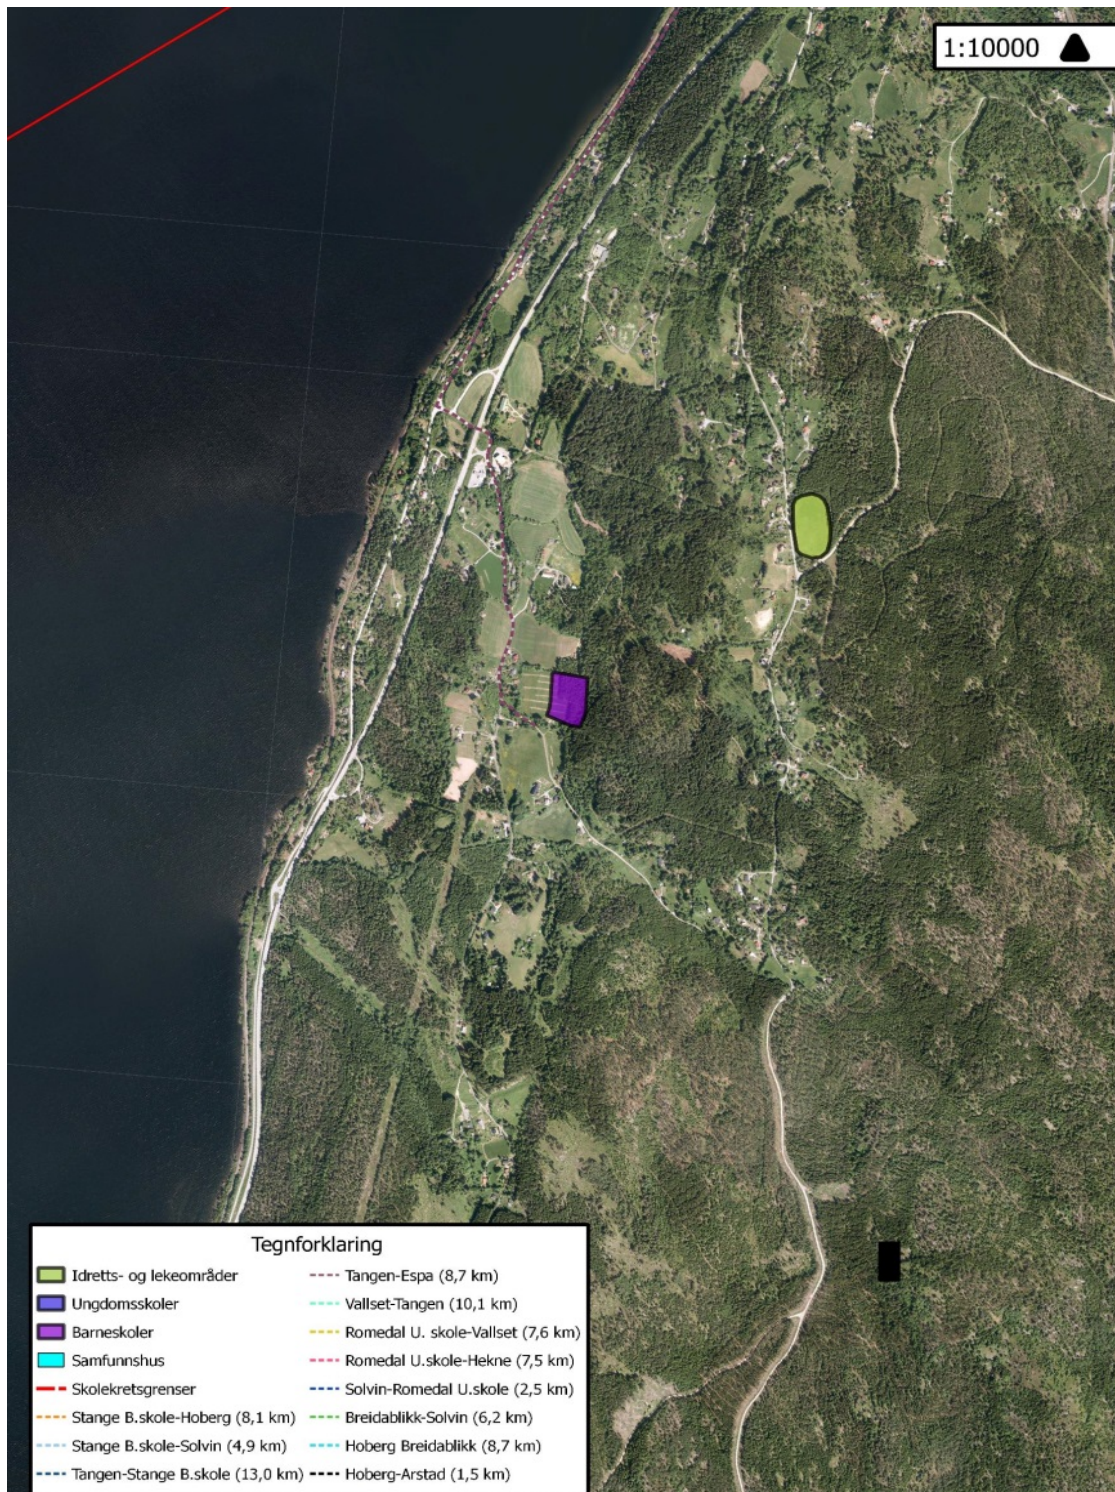 1:10000
Tegnforklaring
Idretts- og lekeområder
Ungdomsskoler
Barneskoler
Samfunnshus
Skolekretsgrenser
Stange B.skole-Hoberg (8,1 km)
Stange B.skole-Solvin (4,9 km)
Tangen-Stange B.skole (13,0 km)
Tangen-Espa (8,7 km)
Vallset-Tangen (10,1 km)
Romedal U. skole-Vallset (7,6 km)
Romedal U.skole-Hekne (7,5 km)
Solvin-Romedal U.skole (2,5 km)
Breidablikk-Solvin (6,2 km)
Hoberg Breidablikk (8,7 km)
Hoberg-Arstad (1,5 km)